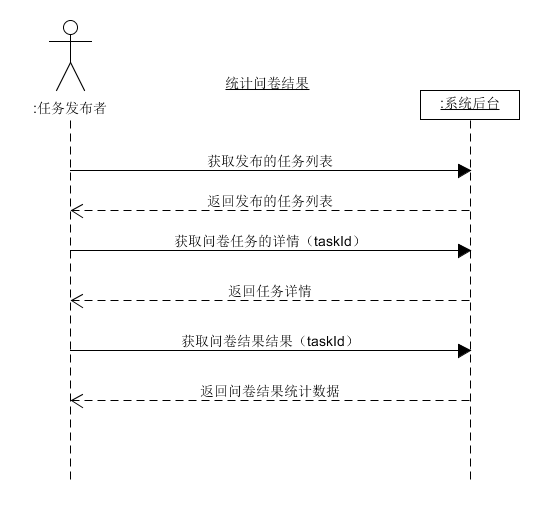 统计问卷结果
:任务发布者
:系统后台
获取发布的任务列表
返回发布的任务列表
获取问卷任务的详情（taskId）
返回任务详情
获取问卷结果结果（taskId）
返回问卷结果统计数据